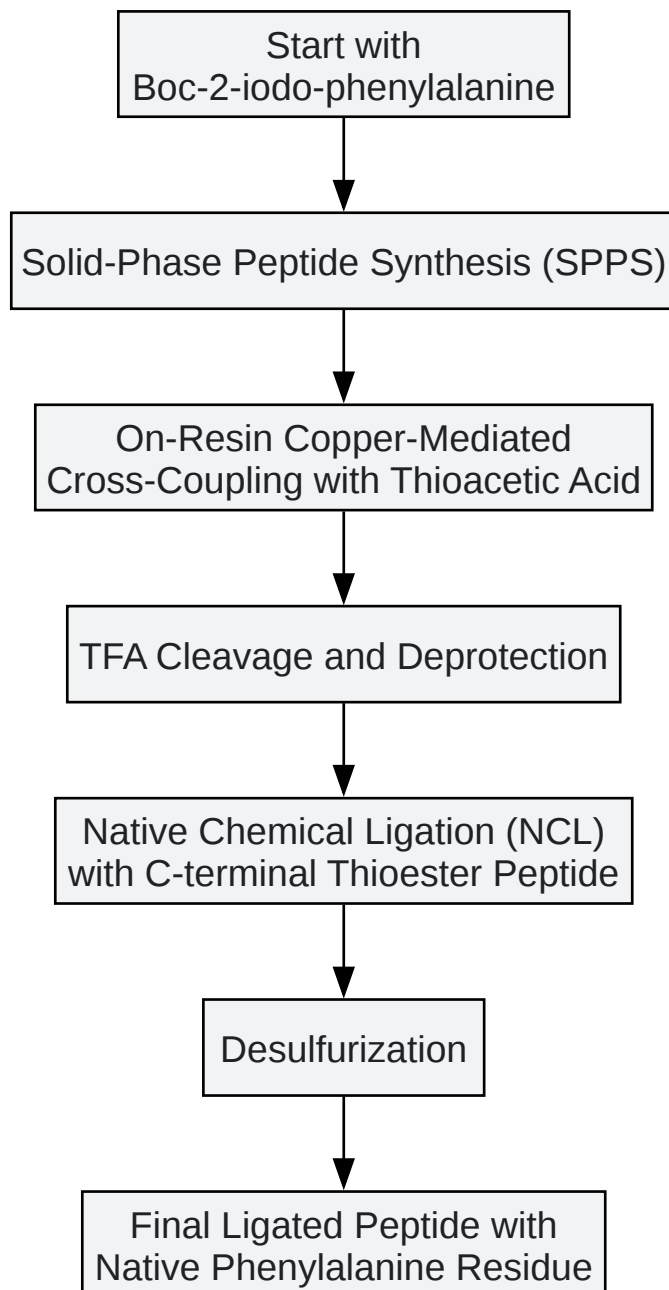 Start with
Boc-2-iodo-phenylalanine
Solid-Phase Peptide Synthesis (SPPS)
On-Resin Copper-Mediated
Cross-Coupling with Thioacetic Acid
TFA Cleavage and Deprotection
Native Chemical Ligation (NCL)
with C-terminal Thioester Peptide
Desulfurization
Final Ligated Peptide with
Native Phenylalanine Residue